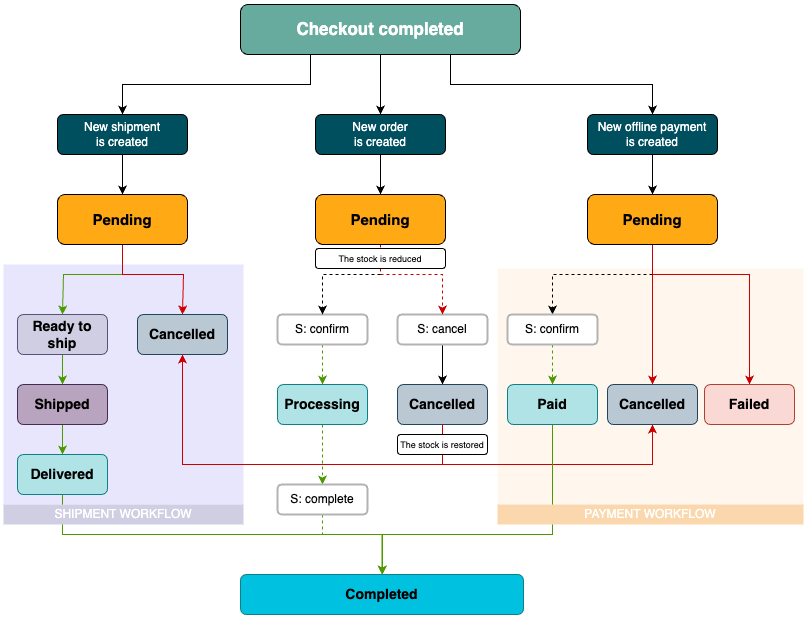 Checkout completed
New shipment
is created
New order
is created
New offline payment
is created
Pending
Pending
Pending
The stock is reduced
Ready to
ship
Cancelled
S: confirm
S: cancel
S: confirm
Shipped
Processing
Cancelled
Paid
Cancelled
Failed
The stock is restored
Delivered
S: complete
SHIPMENT WORKFLOW
PAYMENT WORKFLOW
Completed